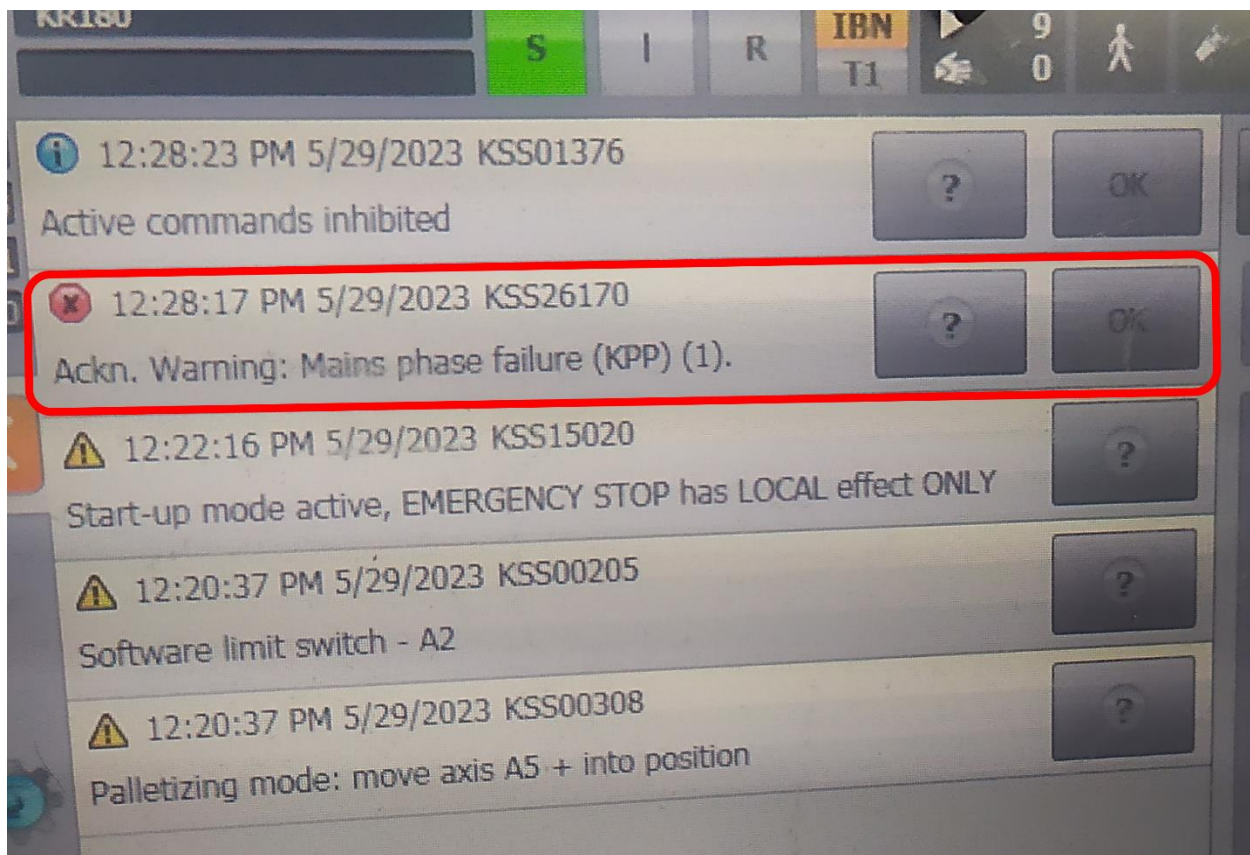 KR180
S I R IBN 9
T1 0
12:28:23 PM 5/29/2023 KSS01376 ? OK
Active commands inhibited
12:28:17 PM 5/29/2023 KSS26170 ? OK
Ackn. Warning: Mains phase failure (KPP) (1).
12:22:16 PM 5/29/2023 KSS15020 ?
Start-up mode active, EMERGENCY STOP has LOCAL effect ONLY
12:20:37 PM 5/29/2023 KSS00205 ?
Software limit switch - A2
12:20:37 PM 5/29/2023 KSS00308 ?
Palletizing mode: move axis A5 + into position